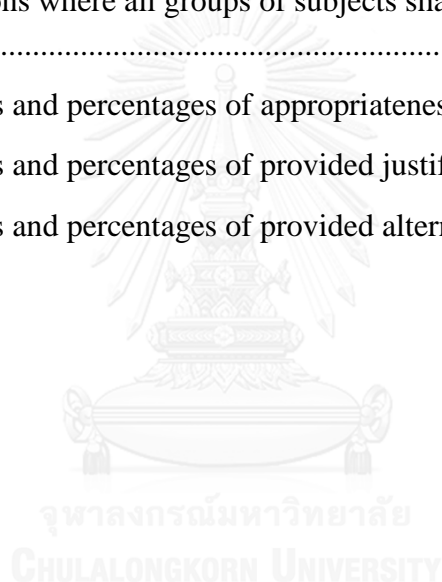 ons where all groups of subjects sha
................................................................
s and percentages of appropriatenes
s and percentages of provided justif
s and percentages of provided altern
จุฬาลงกรณ์มหาวิทยาลัย
CHULALONGKORN UNIVERSITY